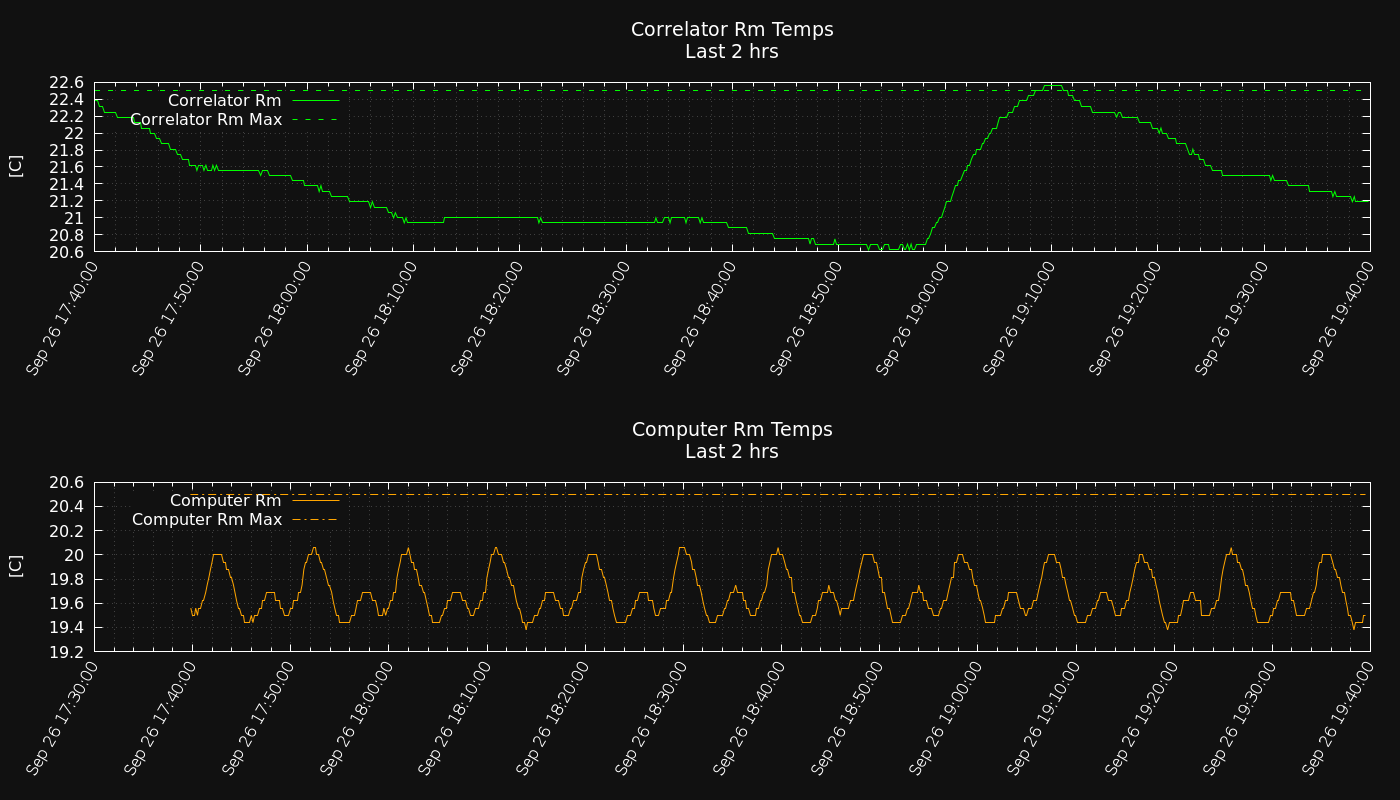 Correlator Rm Temps
Last 2 hrs
22.6
22.4
22.2
22
21.8
21.6
21.4
21.2
21
20.8
20.6
[C]
Correlator Rm
Correlator Rm Max
Sep 26 17:40:00
Sep 26 17:50:00
Sep 26 18:00:00
Sep 26 18:10:00
Sep 26 18:20:00
Sep 26 18:30:00
Sep 26 18:40:00
Sep 26 18:50:00
Sep 26 19:00:00
Sep 26 19:10:00
Sep 26 19:20:00
Sep 26 19:30:00
Sep 26 19:40:00
Computer Rm Temps
Last 2 hrs
20.6
20.4
20.2
20
19.8
19.6
19.4
19.2
[C]
Computer Rm
Computer Rm Max
Sep 26 17:30:00
Sep 26 17:40:00
Sep 26 17:50:00
Sep 26 18:00:00
Sep 26 18:10:00
Sep 26 18:20:00
Sep 26 18:30:00
Sep 26 18:40:00
Sep 26 18:50:00
Sep 26 19:00:00
Sep 26 19:10:00
Sep 26 19:20:00
Sep 26 19:30:00
Sep 26 19:40:00